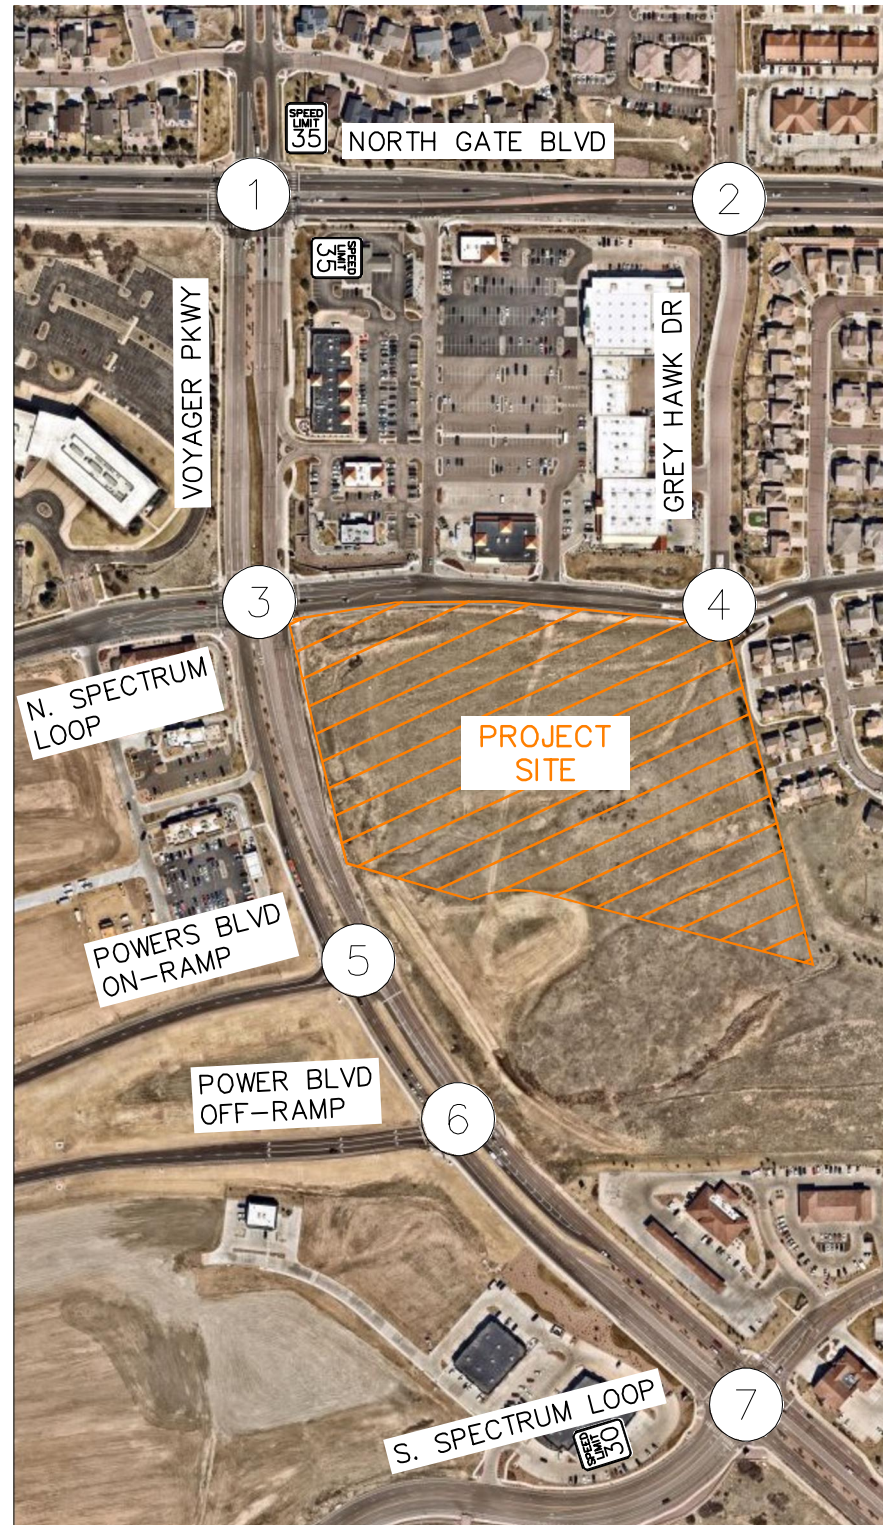 SPEED
LIMIT
35
NORTH GATE BLVD
1
2
SPEED
LIMIT
35
VOYAGER PKWY
GREY HAWK DR
3
4
N. SPECTRUM
LOOP
PROJECT
SITE
POWERS BLVD
ON-RAMP
5
POWER BLVD
OFF-RAMP
6
S. SPECTRUM LOOP
7
SPEED
LIMIT
30